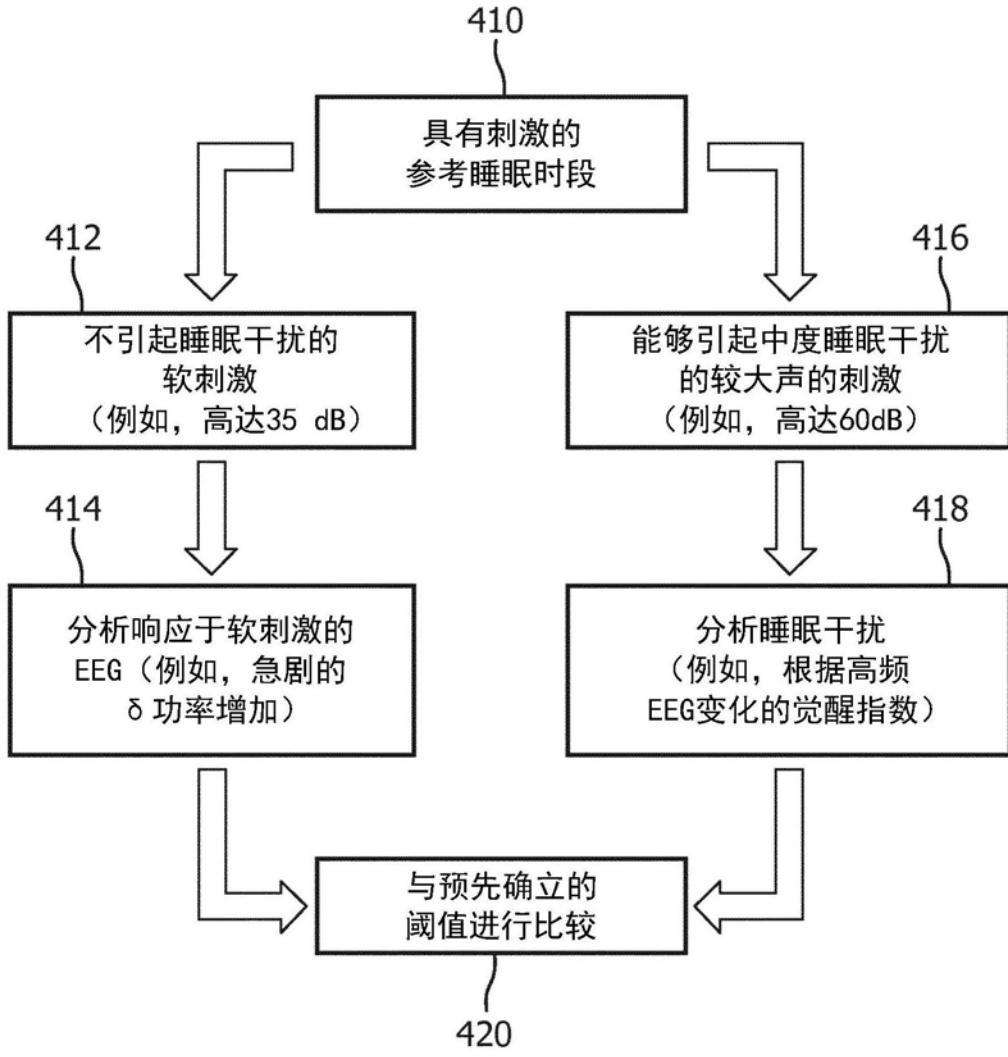 410
具有刺激的
参考睡眠时段
412
不引起睡眠干扰的
软刺激
（例如，高达35 dB）
416
能够引起中度睡眠干扰
的较大声的刺激
（例如，高达60dB）
414
分析响应于软刺激的
EEG（例如，急剧的
δ功率增加）
418
分析睡眠干扰
（例如，根据高频
EEG变化的觉醒指数）
与预先确立的
阈值进行比较
420